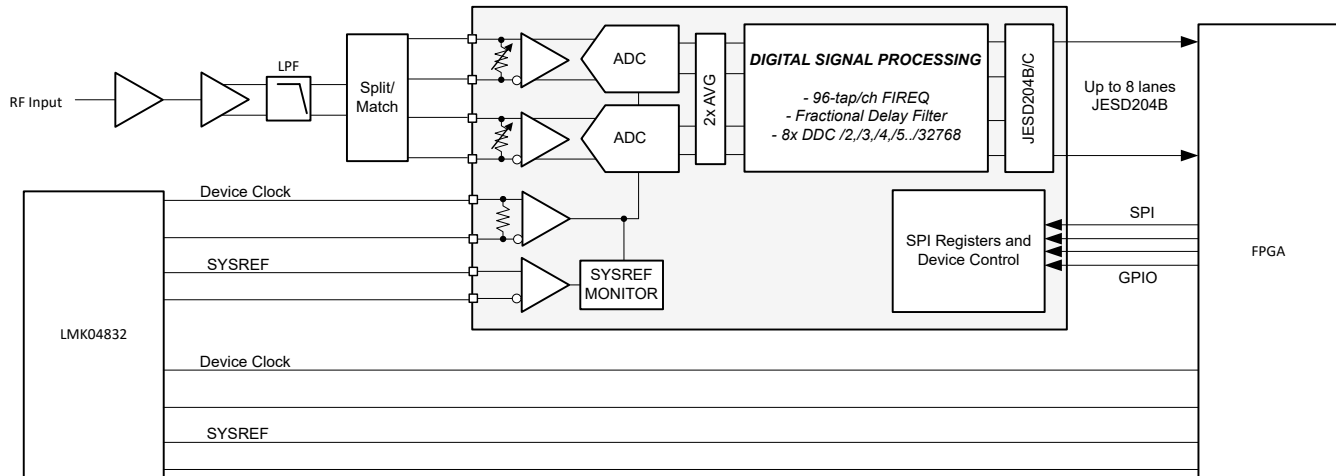 RF Input
LPF
Split/
Match
ADC
ADC
2x AVG
DIGITAL SIGNAL PROCESSING
- 96-tap/ch FIREQ
- Fractional Delay Filter
- 8x DDC /2,/3,/4,/5../32768
JESD204B/C
Up to 8 lanes
JESD204B
Device Clock
SYSREF
SYSREF
MONITOR
SPI Registers and
Device Control
SPI
GPIO
FPGA
LMK04832
Device Clock
SYSREF